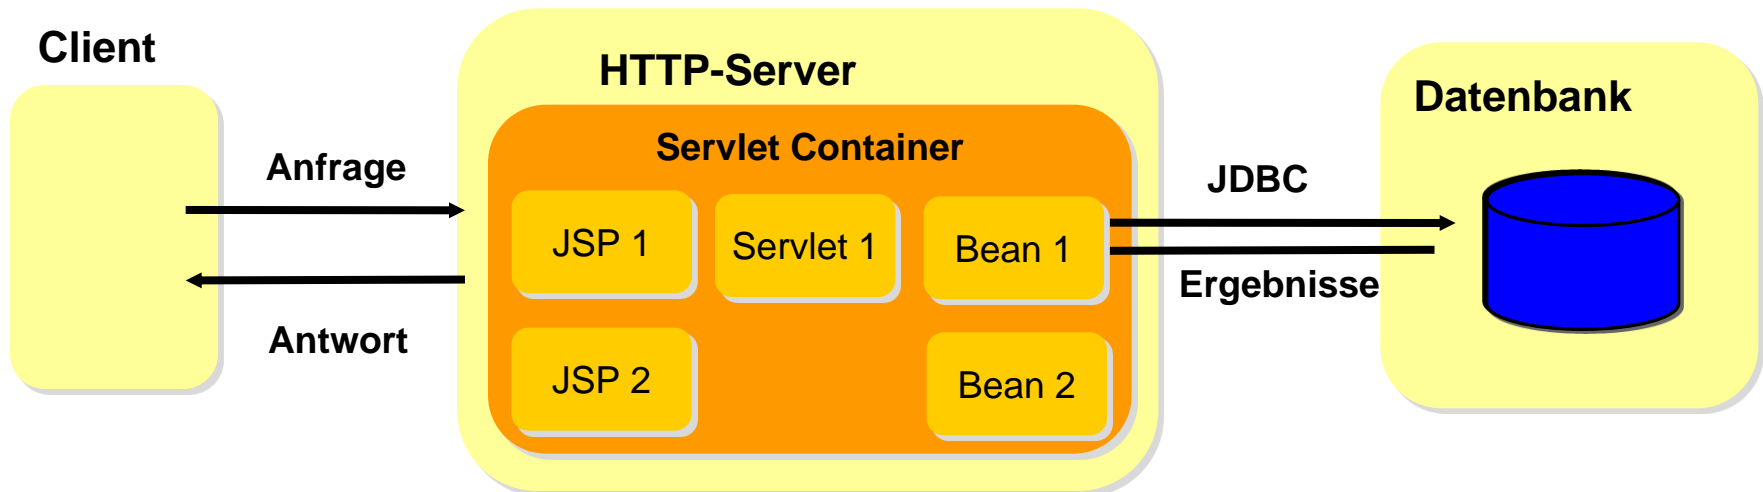 Client
HTTP-Server
Datenbank
Servlet Container
Anfrage
JDBC
JSP 1
Servlet 1
Bean 1
Ergebnisse
Antwort
JSP 2
Bean 2